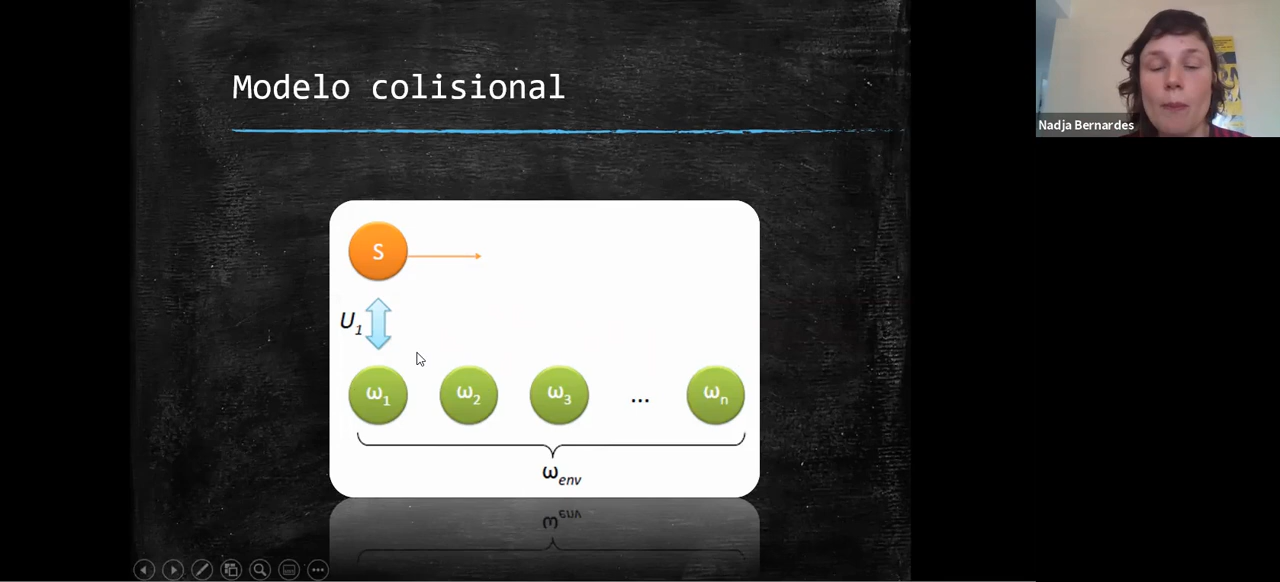 Modelo colisional
Nadja Bernardes
S
U₁
ω₁ ω₂ ω₃ ... ωₙ
ω_env